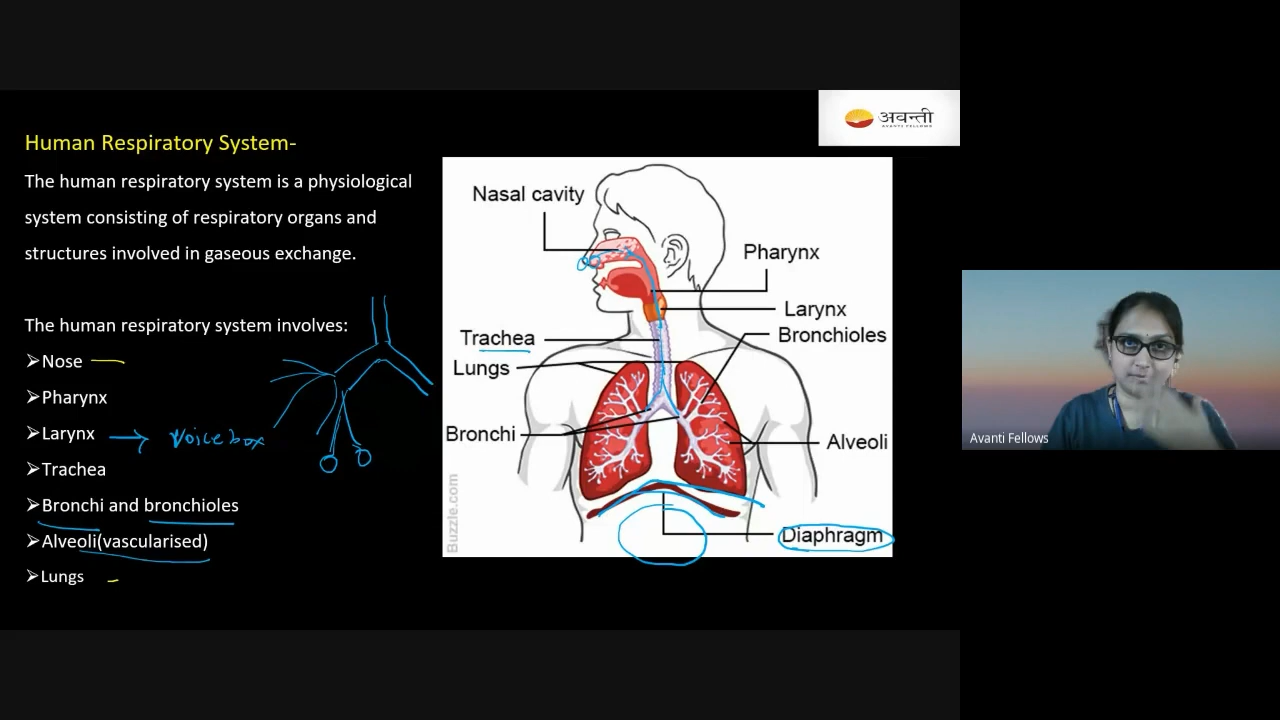 अवन्ती
AVANTI FELLOWS
Human Respiratory System-
The human respiratory system is a physiological
system consisting of respiratory organs and
structures involved in gaseous exchange.
The human respiratory system involves:
➢Nose
➢Pharynx
➢Larynx → Voice box
➢Trachea
➢Bronchi and bronchioles
➢Alveoli(vascularised)
➢Lungs
Nasal cavity
Pharynx
Larynx
Bronchioles
Trachea
Lungs
Bronchi
Alveoli
Diaphragm
Buzzle.com
Avanti Fellows